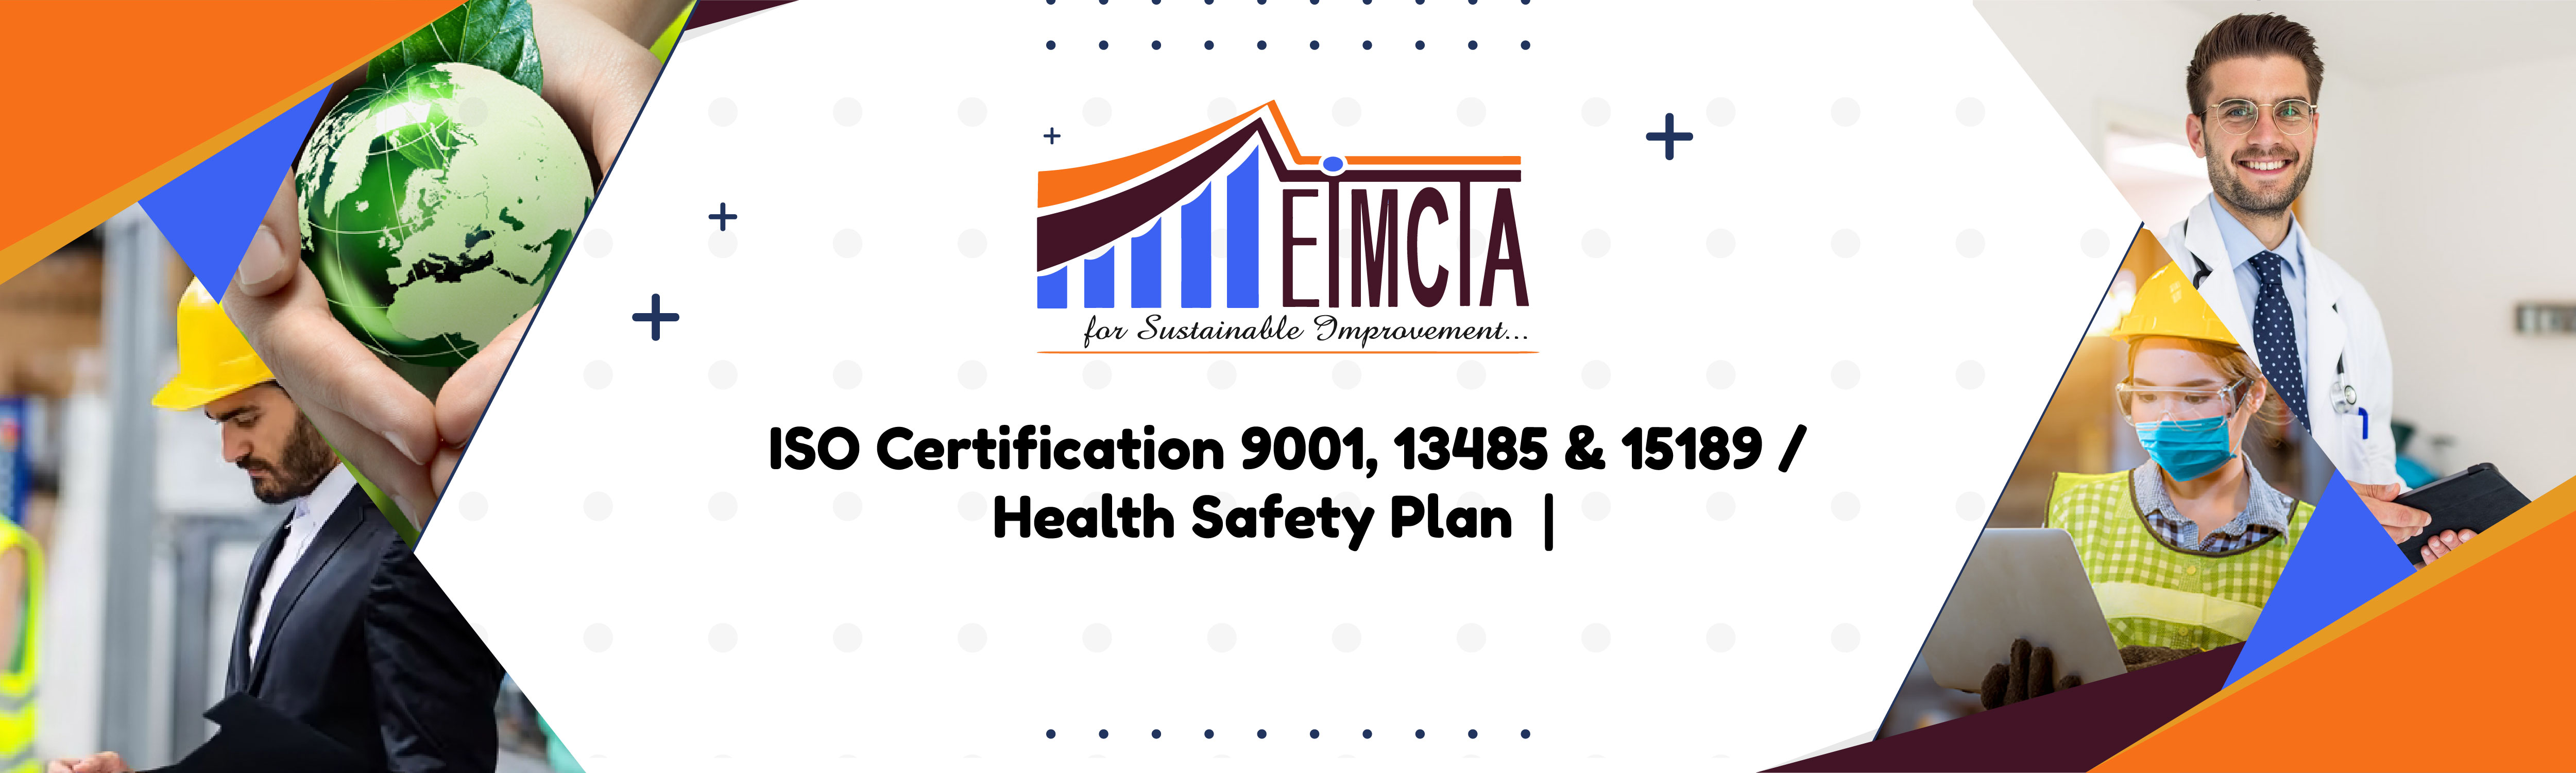 ETMCTA
for Sustainable Improvement...
ISO Certification 9001, 13485 & 15189 /
Health Safety Plan |